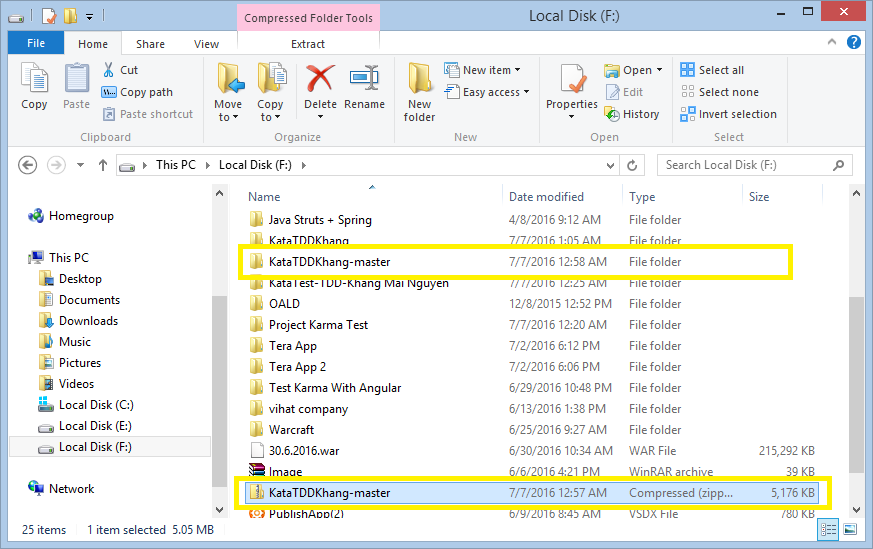 Compressed Folder Tools
Local Disk (F:)
File Home Share View Extract
Copy
Paste
Cut
Copy path
Paste shortcut
Clipboard
Move to
Copy to
Delete
Rename
Organize
New folder
New item
Easy access
New
Properties
Open
Edit
History
Open
Select all
Select none
Invert selection
Select
This PC Local Disk (F:)
Search Local Disk (F:)
Homegroup
This PC
Desktop
Documents
Downloads
Music
Pictures
Videos
Local Disk (C:)
Local Disk (E:)
Local Disk (F:)
Network
Name Date modified Type Size
Java Struts + Spring 4/8/2016 9:12 AM File folder
KataTDDKhang 7/7/2016 1:05 AM File folder
KataTDDKhang-master 7/7/2016 12:58 AM File folder
KataTest-TDD-Khang Mai Nguyen 7/7/2016 12:25 AM File folder
OALD 12/8/2015 12:52 PM File folder
Project Karma Test 7/7/2016 12:20 AM File folder
Tera App 7/2/2016 6:12 PM File folder
Tera App 2 7/2/2016 6:06 PM File folder
Test Karma With Angular 6/29/2016 10:48 PM File folder
vihat company 6/13/2016 1:38 PM File folder
Warcraft 6/25/2016 9:27 AM File folder
30.6.2016.war 6/30/2016 10:34 AM WAR File 215,292 KB
Image 6/6/2016 4:21 PM WinRAR archive 39 KB
KataTDDKhang-master 7/7/2016 12:57 AM Compressed (zipp... 5,176 KB
PublishApp(2) 6/9/2016 8:45 AM VSDX File 780 KB
25 items 1 item selected 5.05 MB